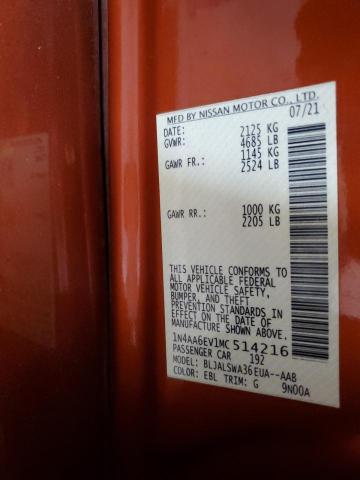 MFD BY NISSAN MOTOR CO., LTD.
DATE: 07/21
GVWR: 2125 KG
4685 LB
GAWR FR.: 1145 KG
2524 LB
GAWR RR.: 1000 KG
2205 LB
THIS VEHICLE CONFORMS TO
ALL APPLICABLE FEDERAL
MOTOR VEHICLE SAFETY,
BUMPER, AND THEFT
PREVENTION STANDARDS IN
EFFECT ON THE DATE OF
MANUFACTURE SHOWN ABOVE.
1N4AA6EV1MC 514216
PASSENGER CAR 192
MODEL: BLJALSWA36EUA--AAB
COLOR: EBL TRIM: G 9N00A